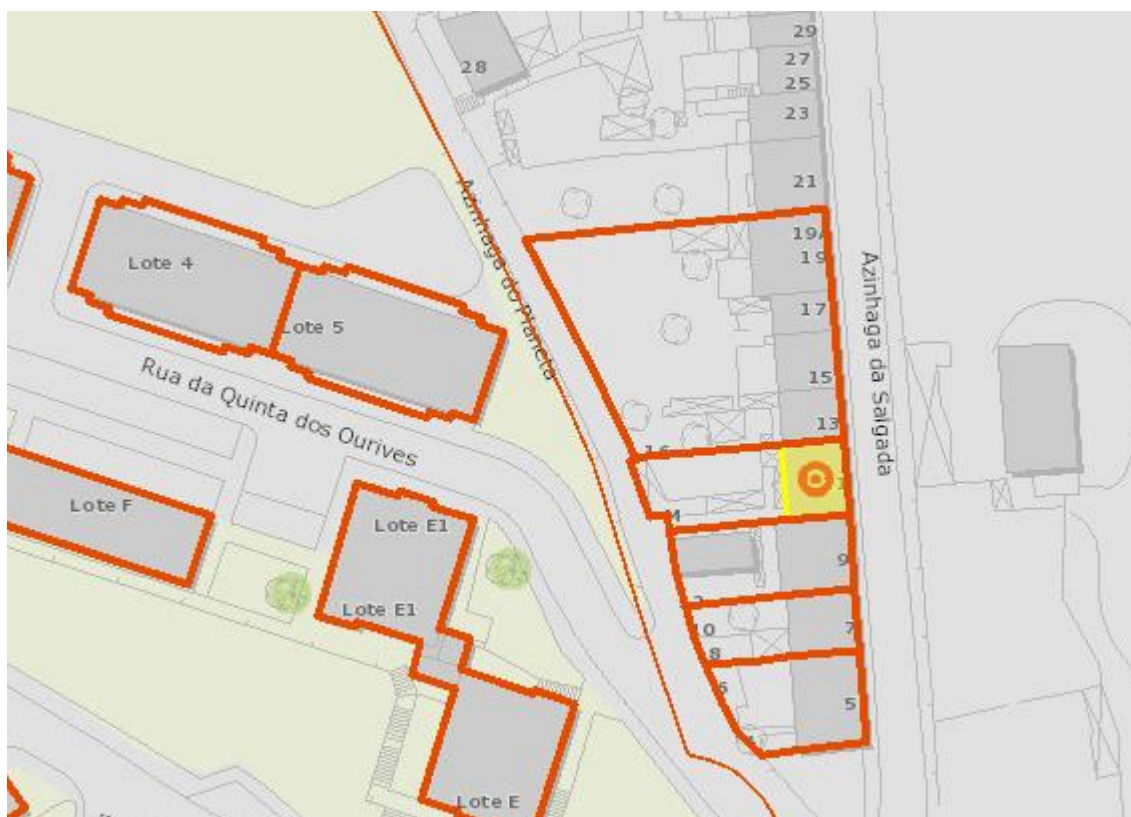 29
27
28
25
23
21
Azinhaga do Planeta
19A
19
Lote 4
Azinhaga da Salgada
17
Lote 5
15
Rua da Quinta dos Ourives
13
16
Lote F
Lote E1
9
Lote E1
10
7
8
5
Lote E